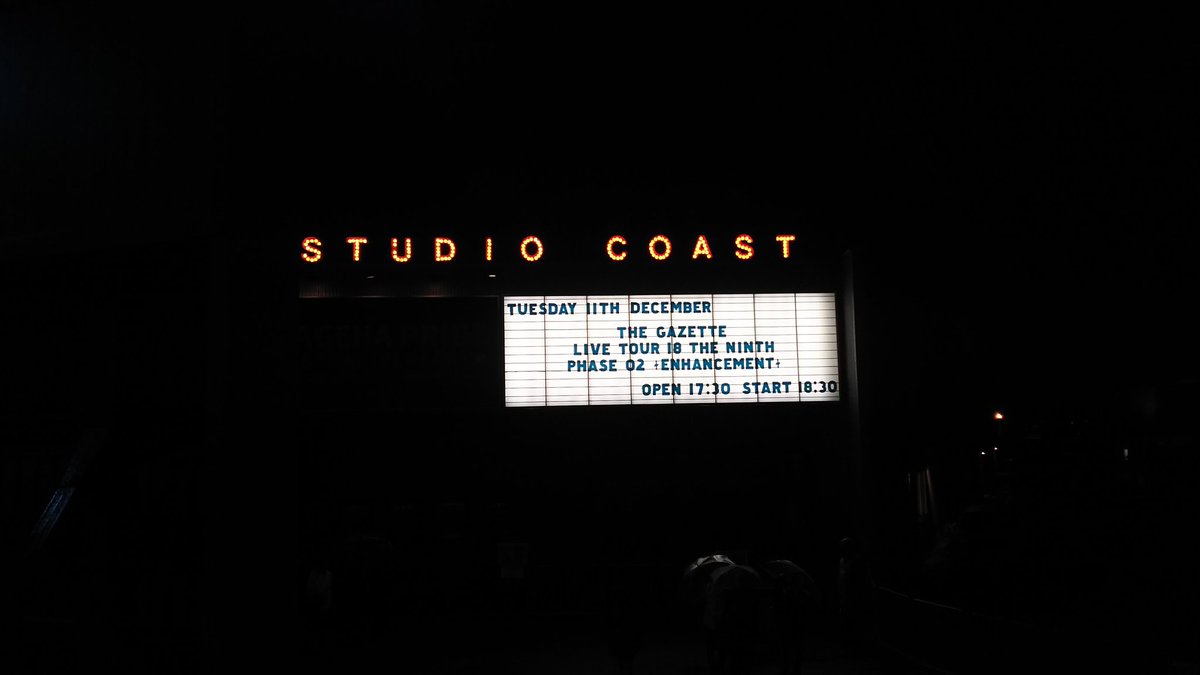 STUDIO COAST
TUESDAY 11TH DECEMBER
THE GAZETTE
LIVE TOUR 18 THE NINTH
PHASE 02 -ENHANCEMENT-
OPEN 17:30 START 18:30